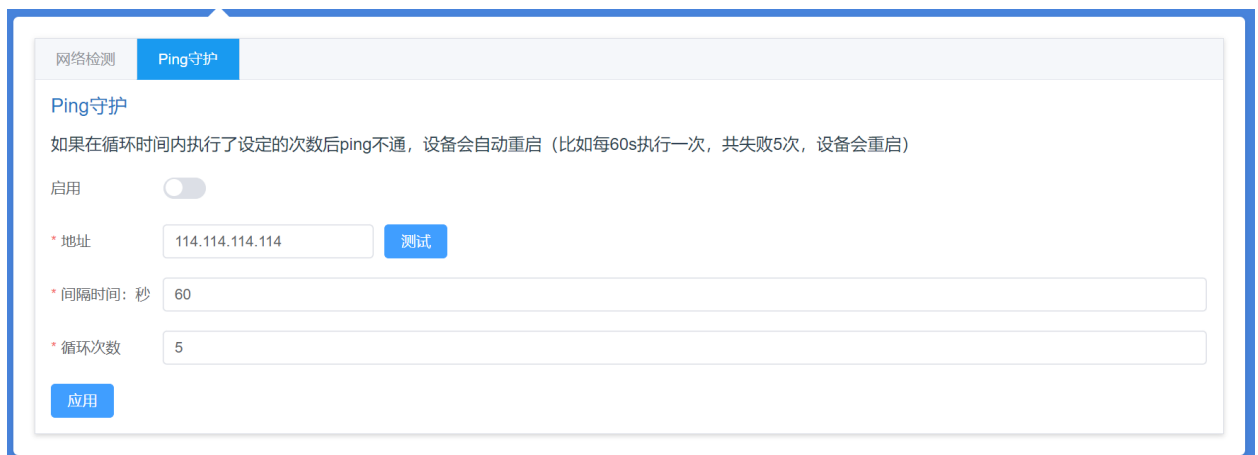 网络检测 Ping守护
Ping守护
如果在循环时间内执行了设定的次数后ping不通，设备会自动重启（比如每60s执行一次，共失败5次，设备会重启）
启用
* 地址 114.114.114.114 测试
* 间隔时间：秒 60
* 循环次数 5
应用